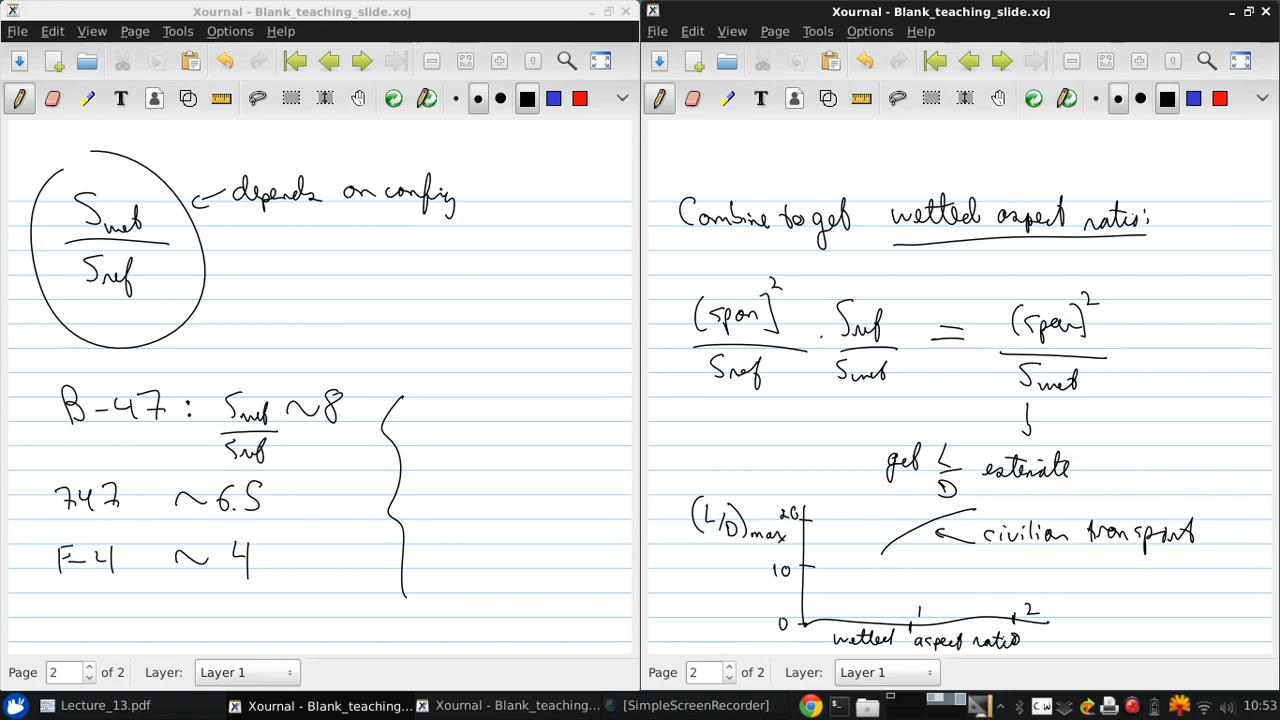 Xournal - Blank_teaching_slide.xoj
File Edit View Page Tools Options Help
Swet
Sref
depends on config
B-47 : Swet ~8
Sref
747 ~6.5
F-4 ~ 4
Page 2 of 2 Layer: Layer 1
Xournal - Blank_teaching_slide.xoj
File Edit View Page Tools Options Help
Combine to get wetted aspect ratio:
(span)² . Sref = (span)²
Sref Swet Swet
get L estimate
D
(L/D)max 20 civilian transport
10
0 1 2
wetted aspect ratio
Page 2 of 2 Layer: Layer 1
Lecture_13.pdf Xournal - Blank_teaching... Xournal - Blank_teaching... [SimpleScreenRecorder] 10:53